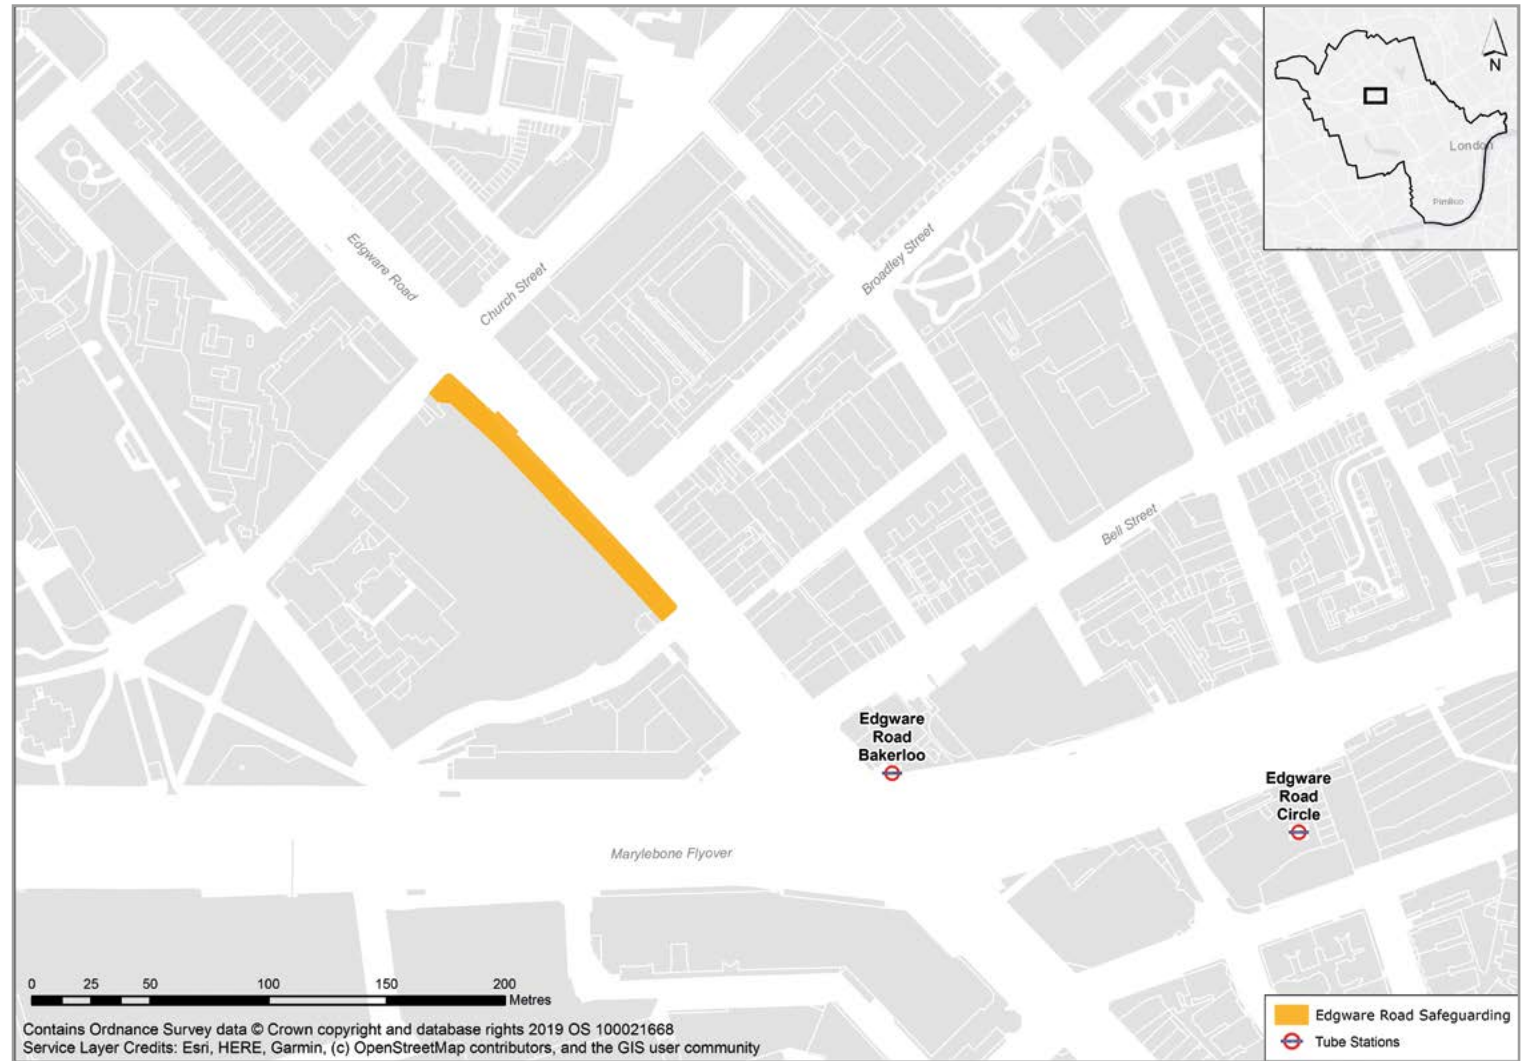 N
London
Pimlico
Edgware Road
Church Street
Broadley Street
Bell Street
Edgware
Road
Bakerloo
Edgware
Road
Circle
Marylebone Flyover
0 25 50 100 150 200
Metres
Contains Ordnance Survey data © Crown copyright and database rights 2019 OS 100021668
Service Layer Credits: Esri, HERE, Garmin, (c) OpenStreetMap contributors, and the GIS user community
Edgware Road Safeguarding
Tube Stations